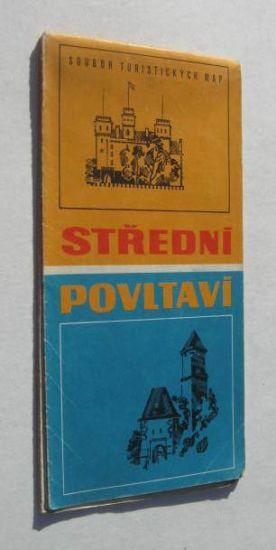 SOUBOR TURISTICKÝCH MAP
STŘEDNÍ
POVLTAVÍ